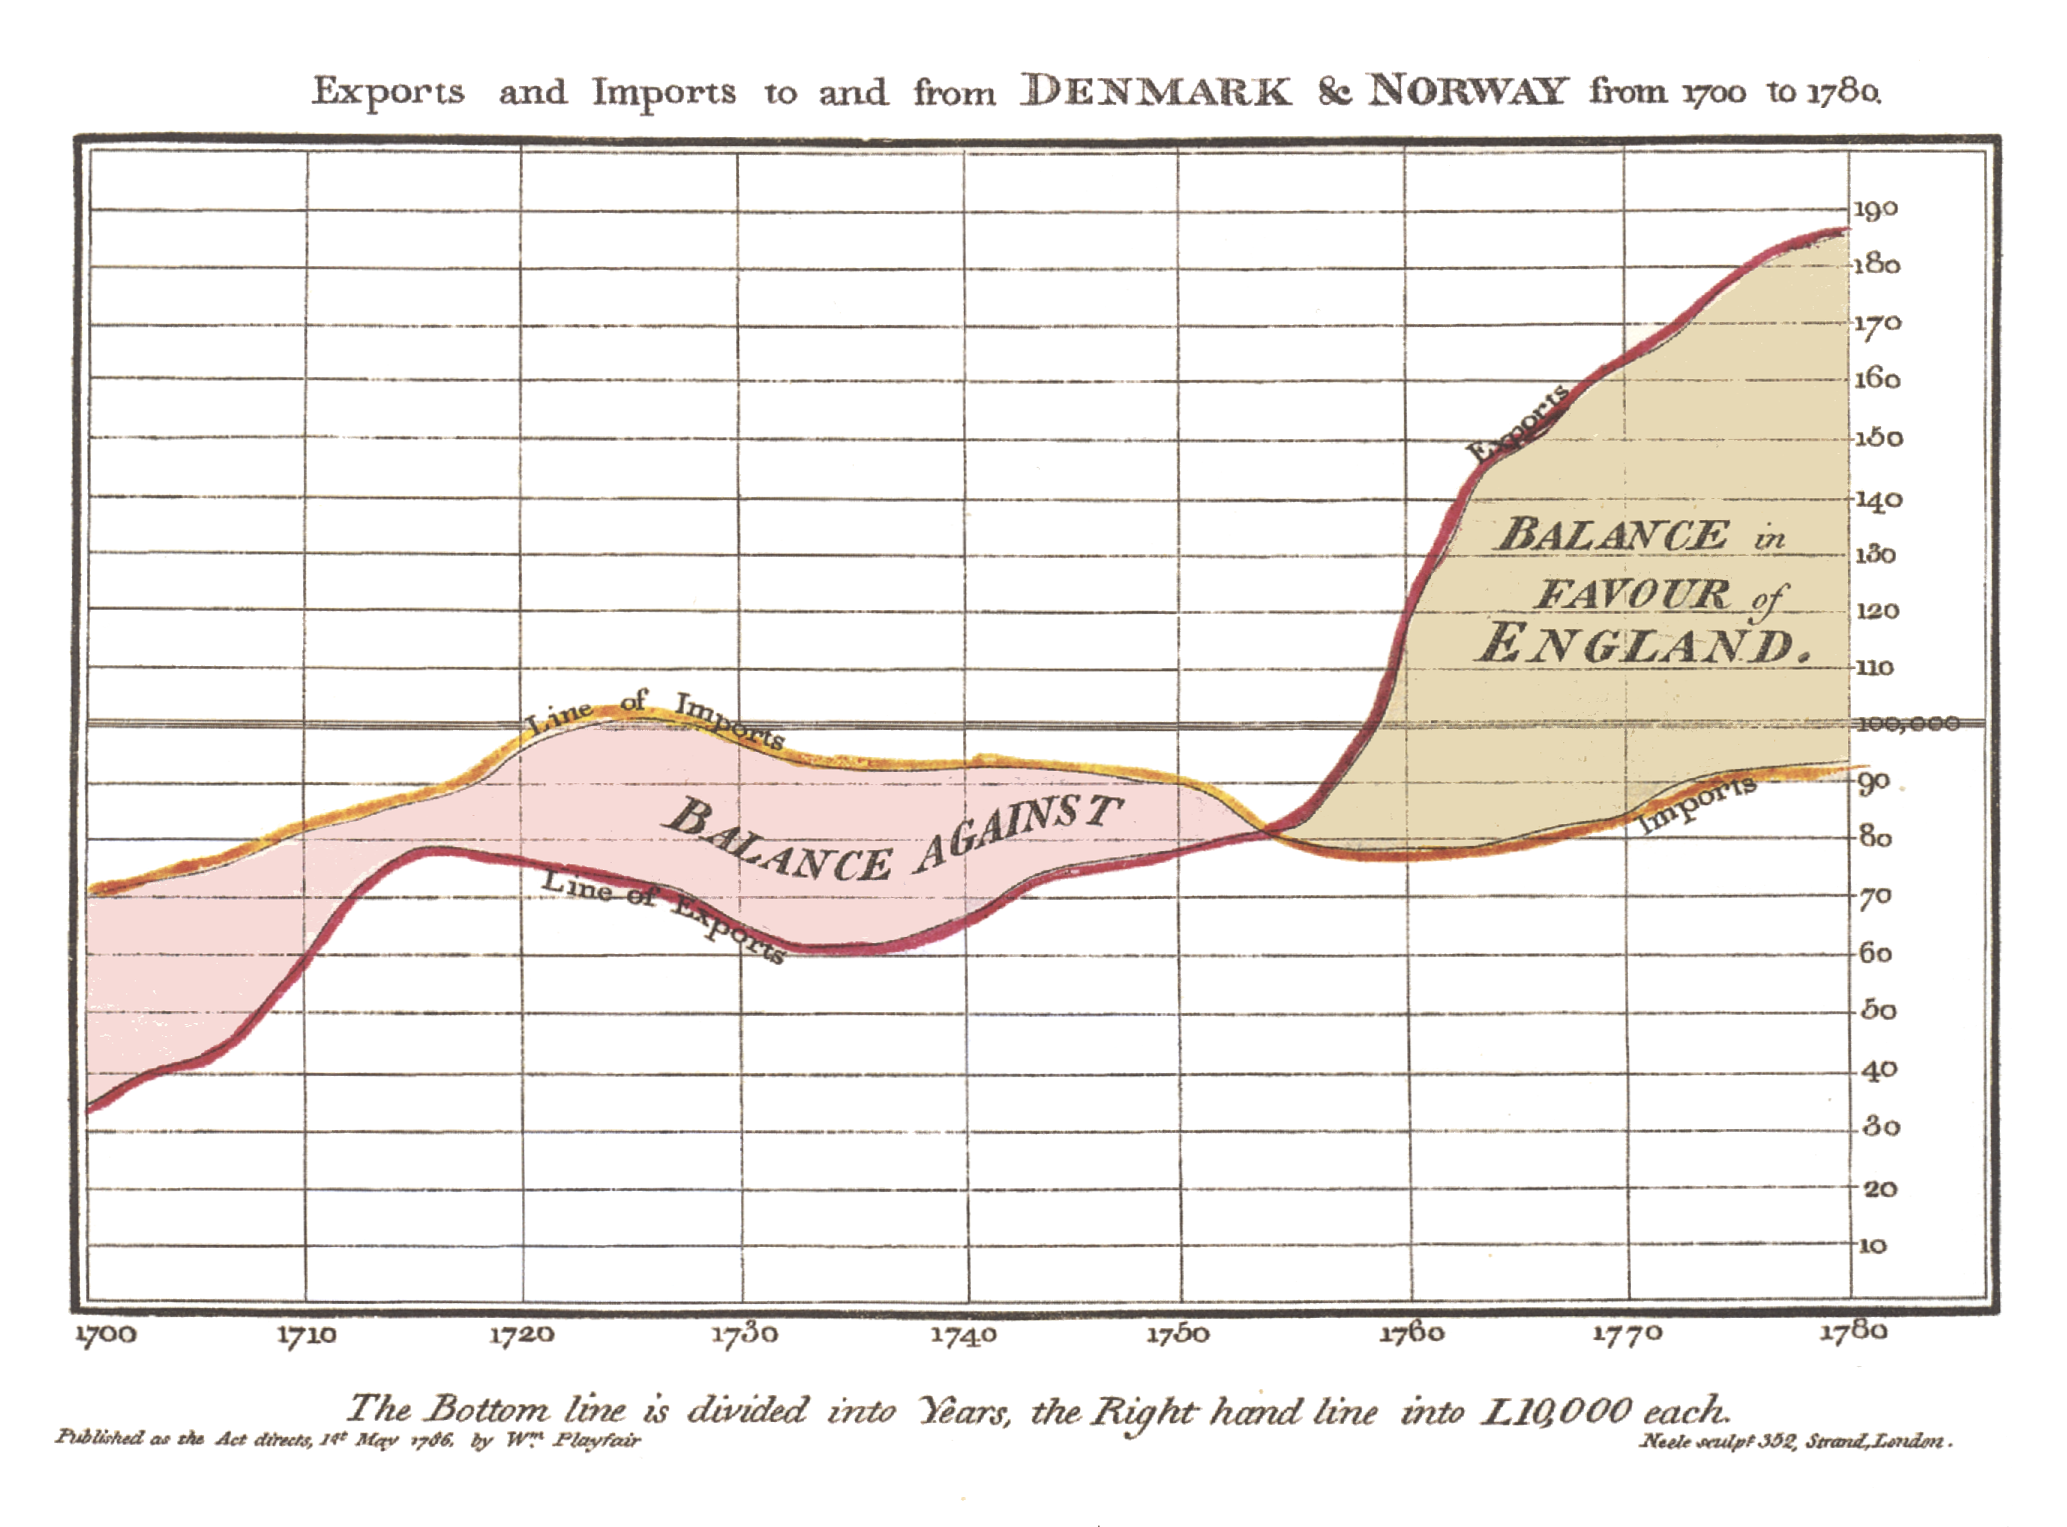 Exports and Imports to and from DENMARK & NORWAY from 1700 to 1780.
190
180
170
160
150
140
130
120
110
100,000
90
80
70
60
50
40
30
20
10
Line of Imports
Line of Exports
BALANCE AGAINST
Exports
BALANCE in
FAVOUR of
ENGLAND.
Imports
1700 1710 1720 1730 1740 1750 1760 1770 1780
The Bottom line is divided into Years, the Right hand line into L10,000 each.
Published as the Act directs, 1st May 1786, by Wm Playfair
Neele sculpt 352, Strand, London.